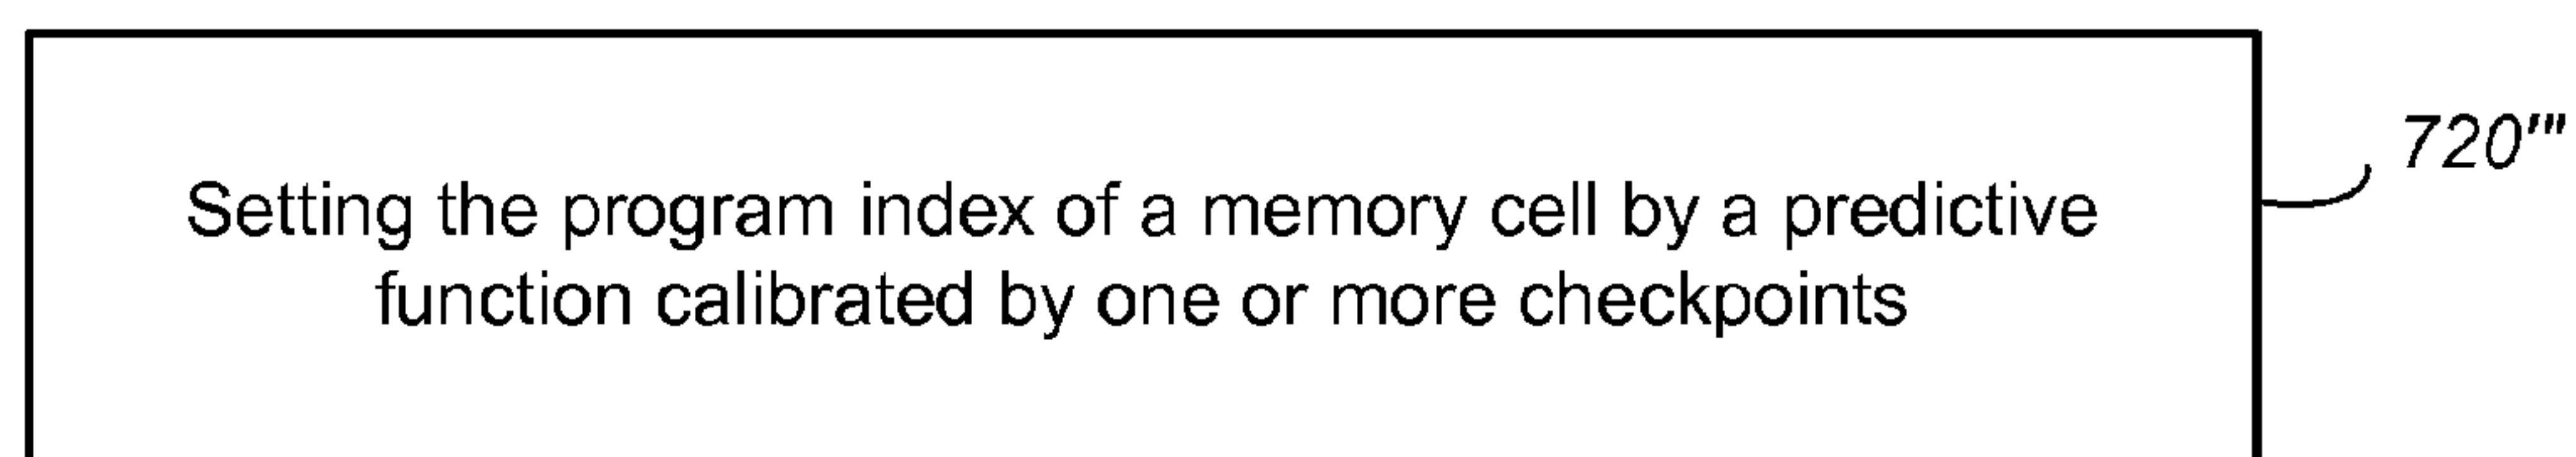 720'"
Setting the program index of a memory cell by a predictive
function calibrated by one or more checkpoints